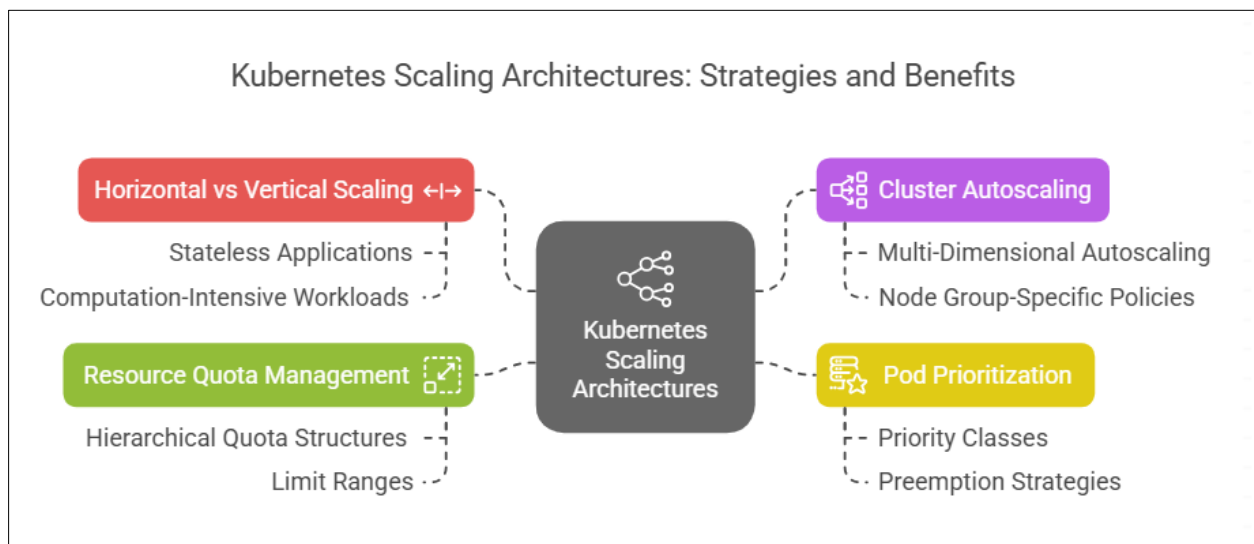 Kubernetes Scaling Architectures: Strategies and Benefits
Horizontal vs Vertical Scaling
Stateless Applications
Computation-Intensive Workloads
Resource Quota Management
Hierarchical Quota Structures
Limit Ranges
Kubernetes
Scaling
Architectures
Cluster Autoscaling
Multi-Dimensional Autoscaling
Node Group-Specific Policies
Pod Prioritization
Priority Classes
Preemption Strategies